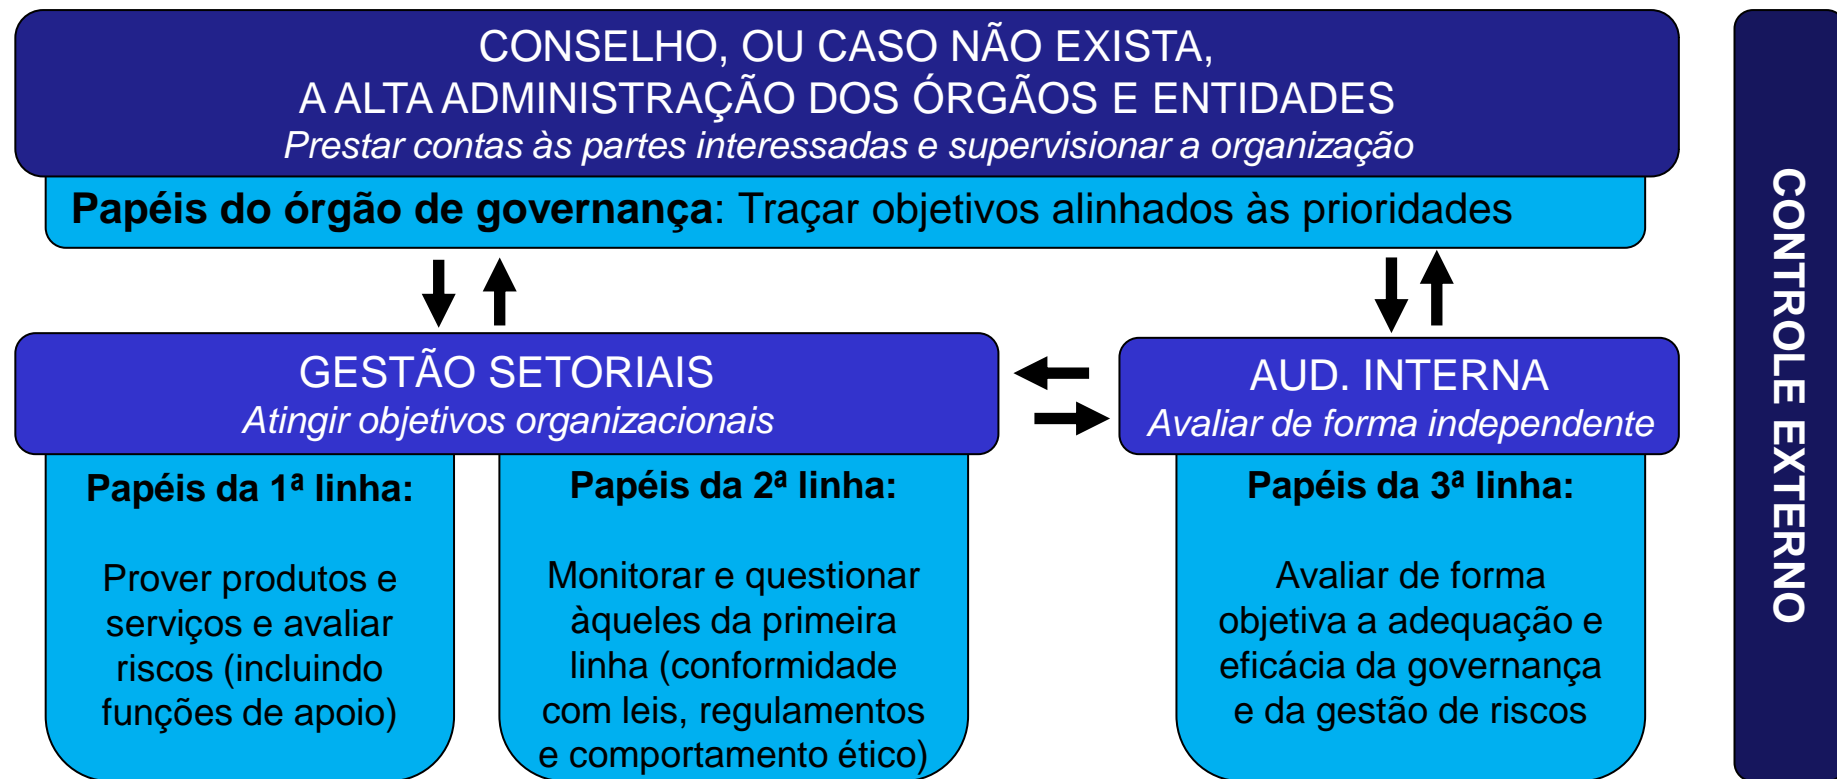 CONSELHO, OU CASO NÃO EXISTA,
A ALTA ADMINISTRAÇÃO DOS ÓRGÃOS E ENTIDADES
Prestar contas às partes interessadas e supervisionar a organização
Papéis do órgão de governança: Traçar objetivos alinhados às prioridades
GESTÃO SETORIAIS
Atingir objetivos organizacionais
Papéis da 1ª linha:
Prover produtos e
serviços e avaliar
riscos (incluindo
funções de apoio)
Papéis da 2ª linha:
Monitorar e questionar
àqueles da primeira
linha (conformidade
com leis, regulamentos
e comportamento ético)
AUD. INTERNA
Avaliar de forma independente
Papéis da 3ª linha:
Avaliar de forma
objetiva a adequação e
eficácia da governança
e da gestão de riscos
CONTROLE EXTERNO